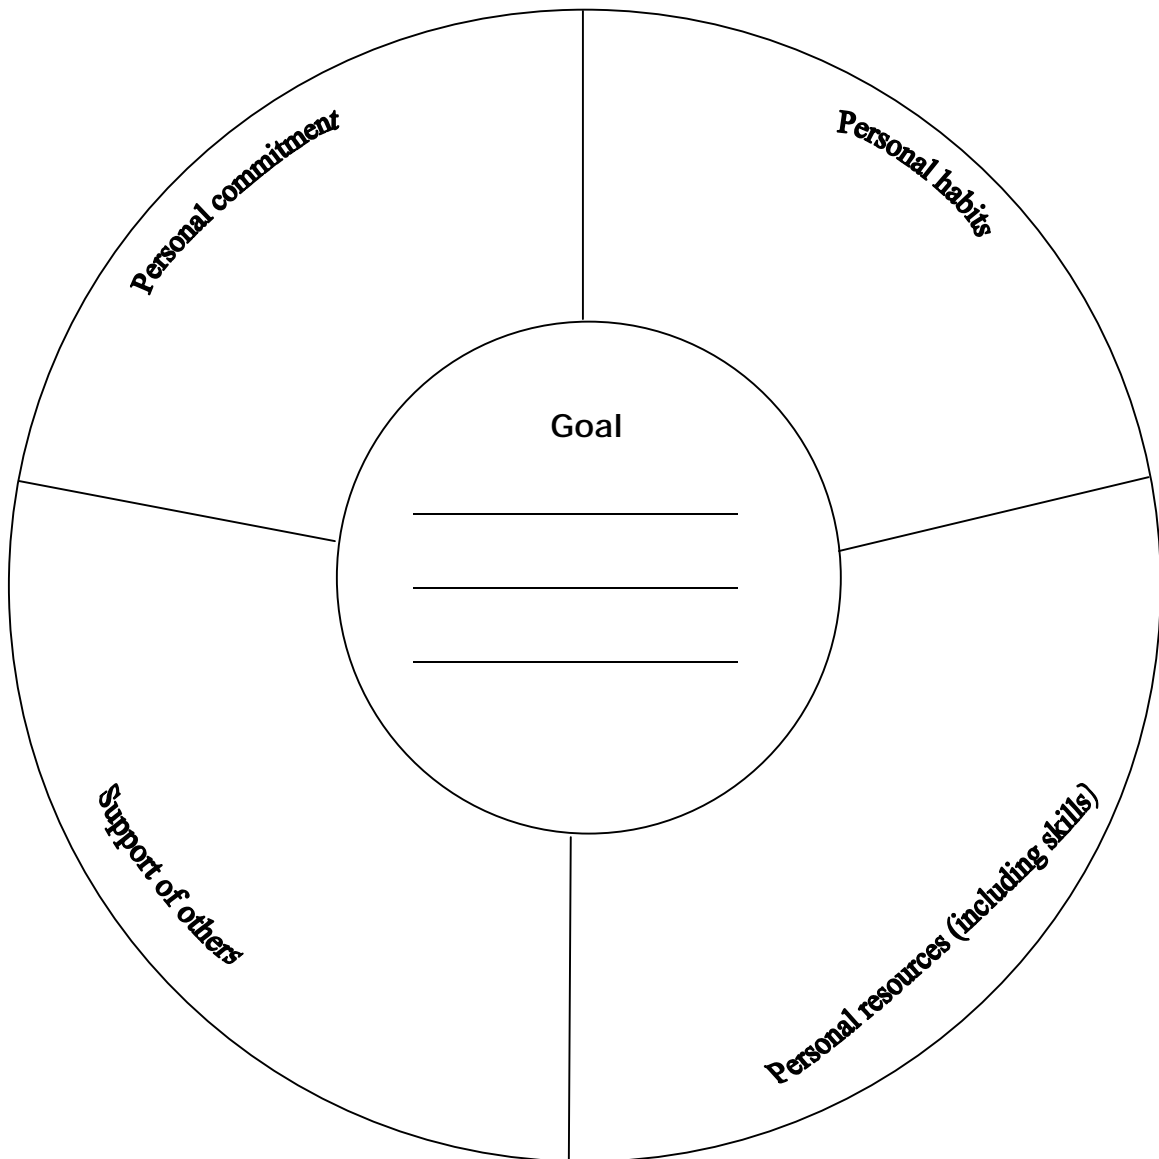 Personal commitment
Personal habits
Goal
Support of others
Personal resources (including skills)